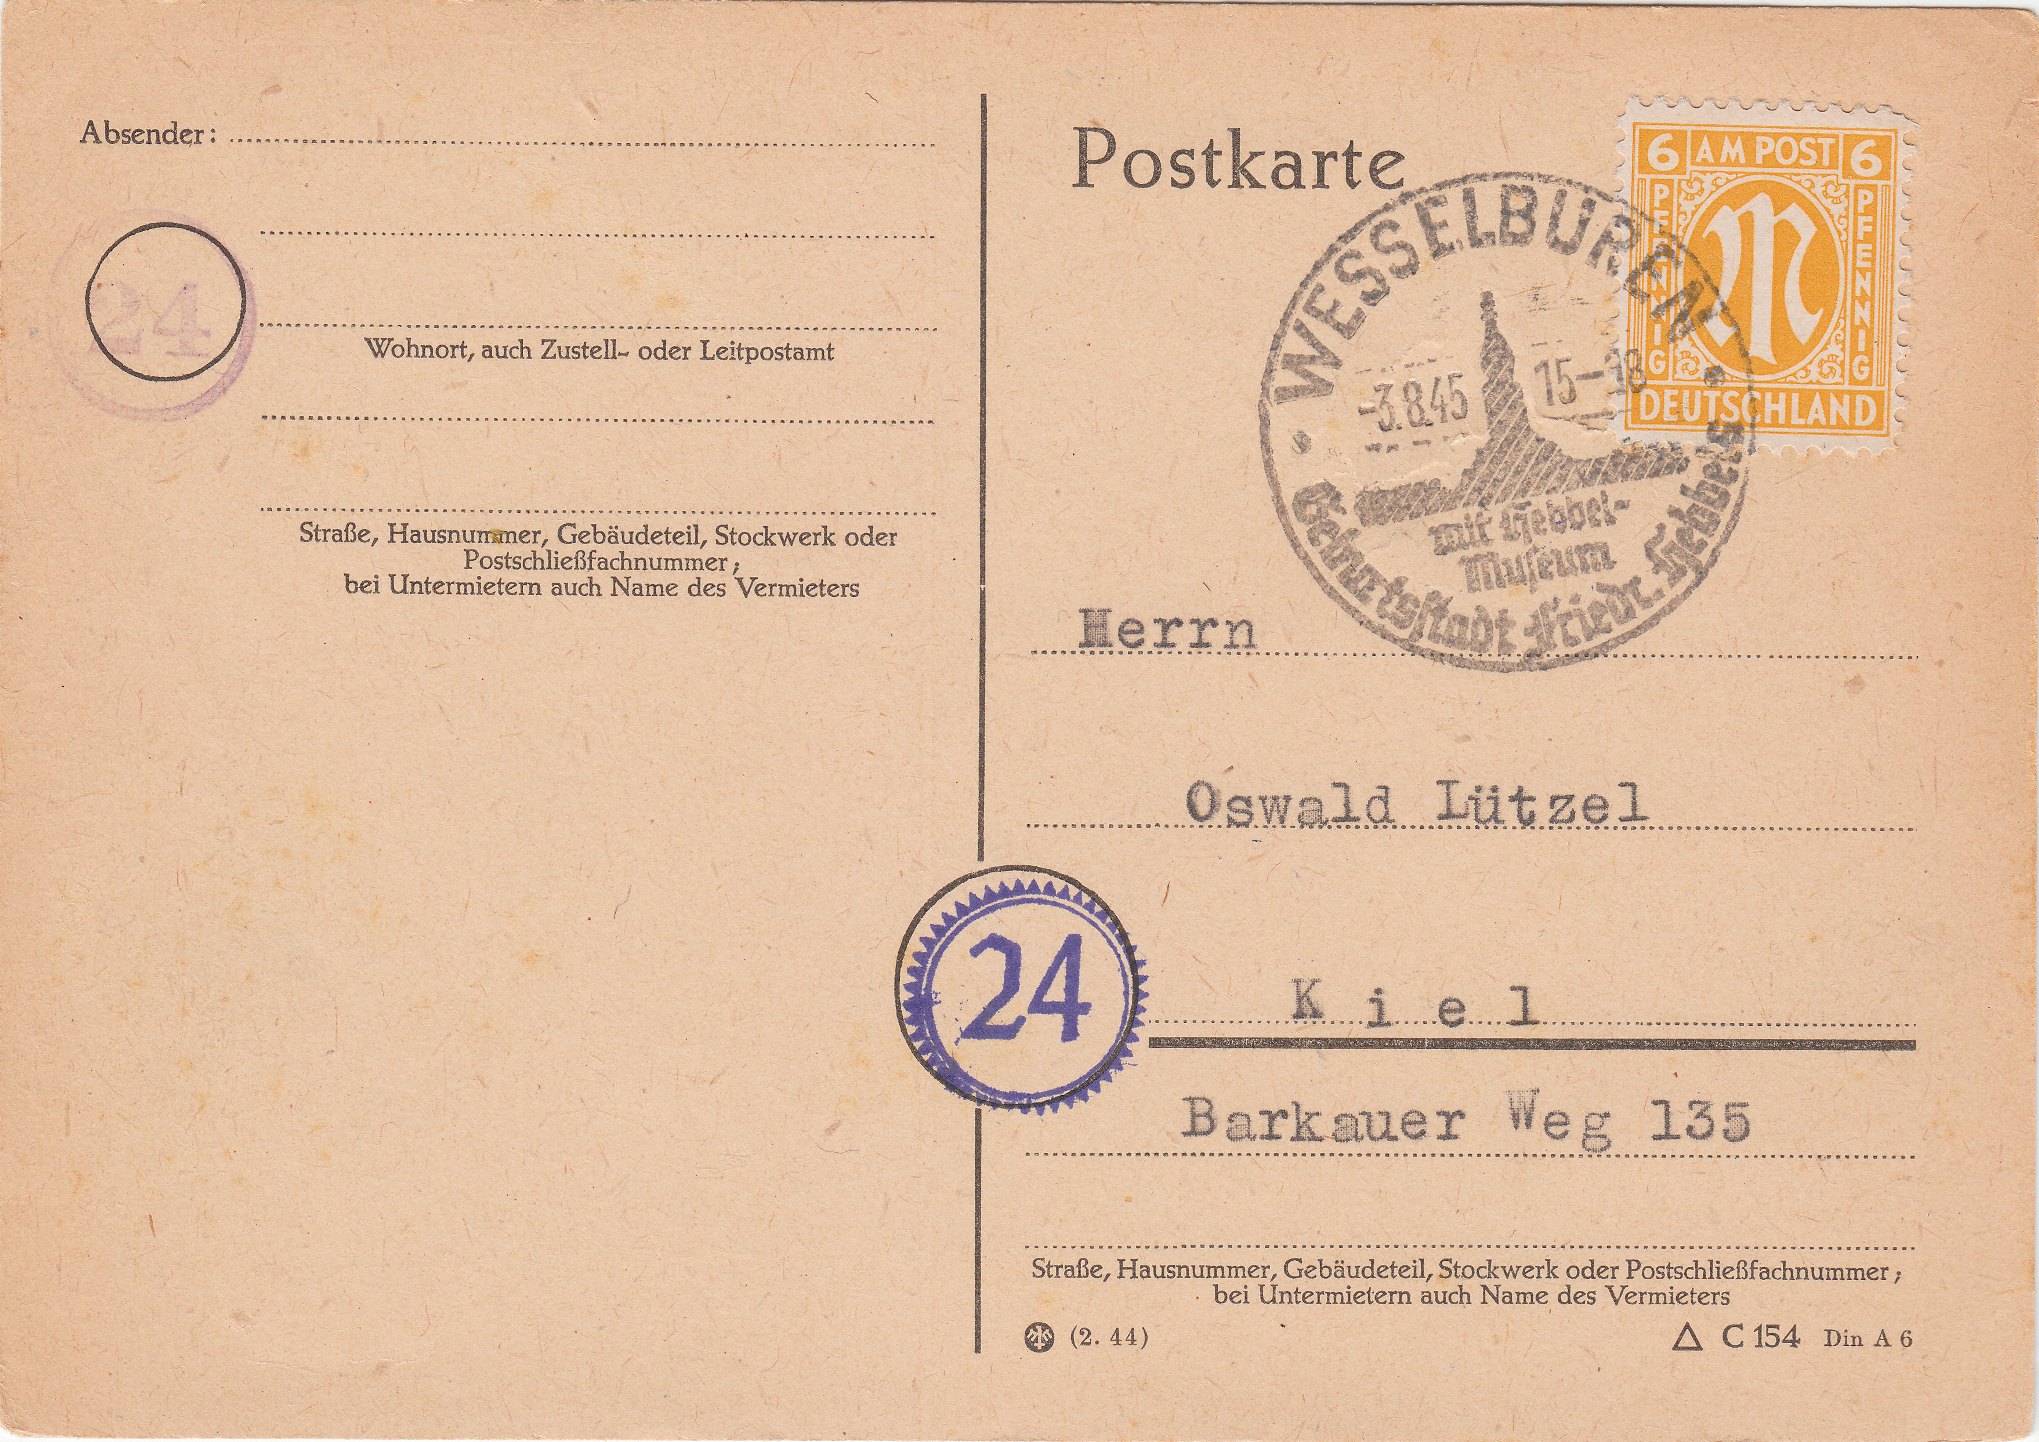 Absender:
24
Wohnort, auch Zustell- oder Leitpostamt
Straße, Hausnummer, Gebäudeteil, Stockwerk oder
Postschließfachnummer;
bei Untermietern auch Name des Vermieters
Postkarte
6 AM POST 6
PFENNIG
PFENNIG
M
DEUTSCHLAND
WESSELBUREN
-3.8.45 15-18
mit Hebbel-
Museum
Geburtsstadt Friedr. Hebbels
Herrn
Oswald Lützel
24
Kiel
Barkauer Weg 135
Straße, Hausnummer, Gebäudeteil, Stockwerk oder Postschließfachnummer;
bei Untermietern auch Name des Vermieters
(2. 44)
C 154 Din A 6